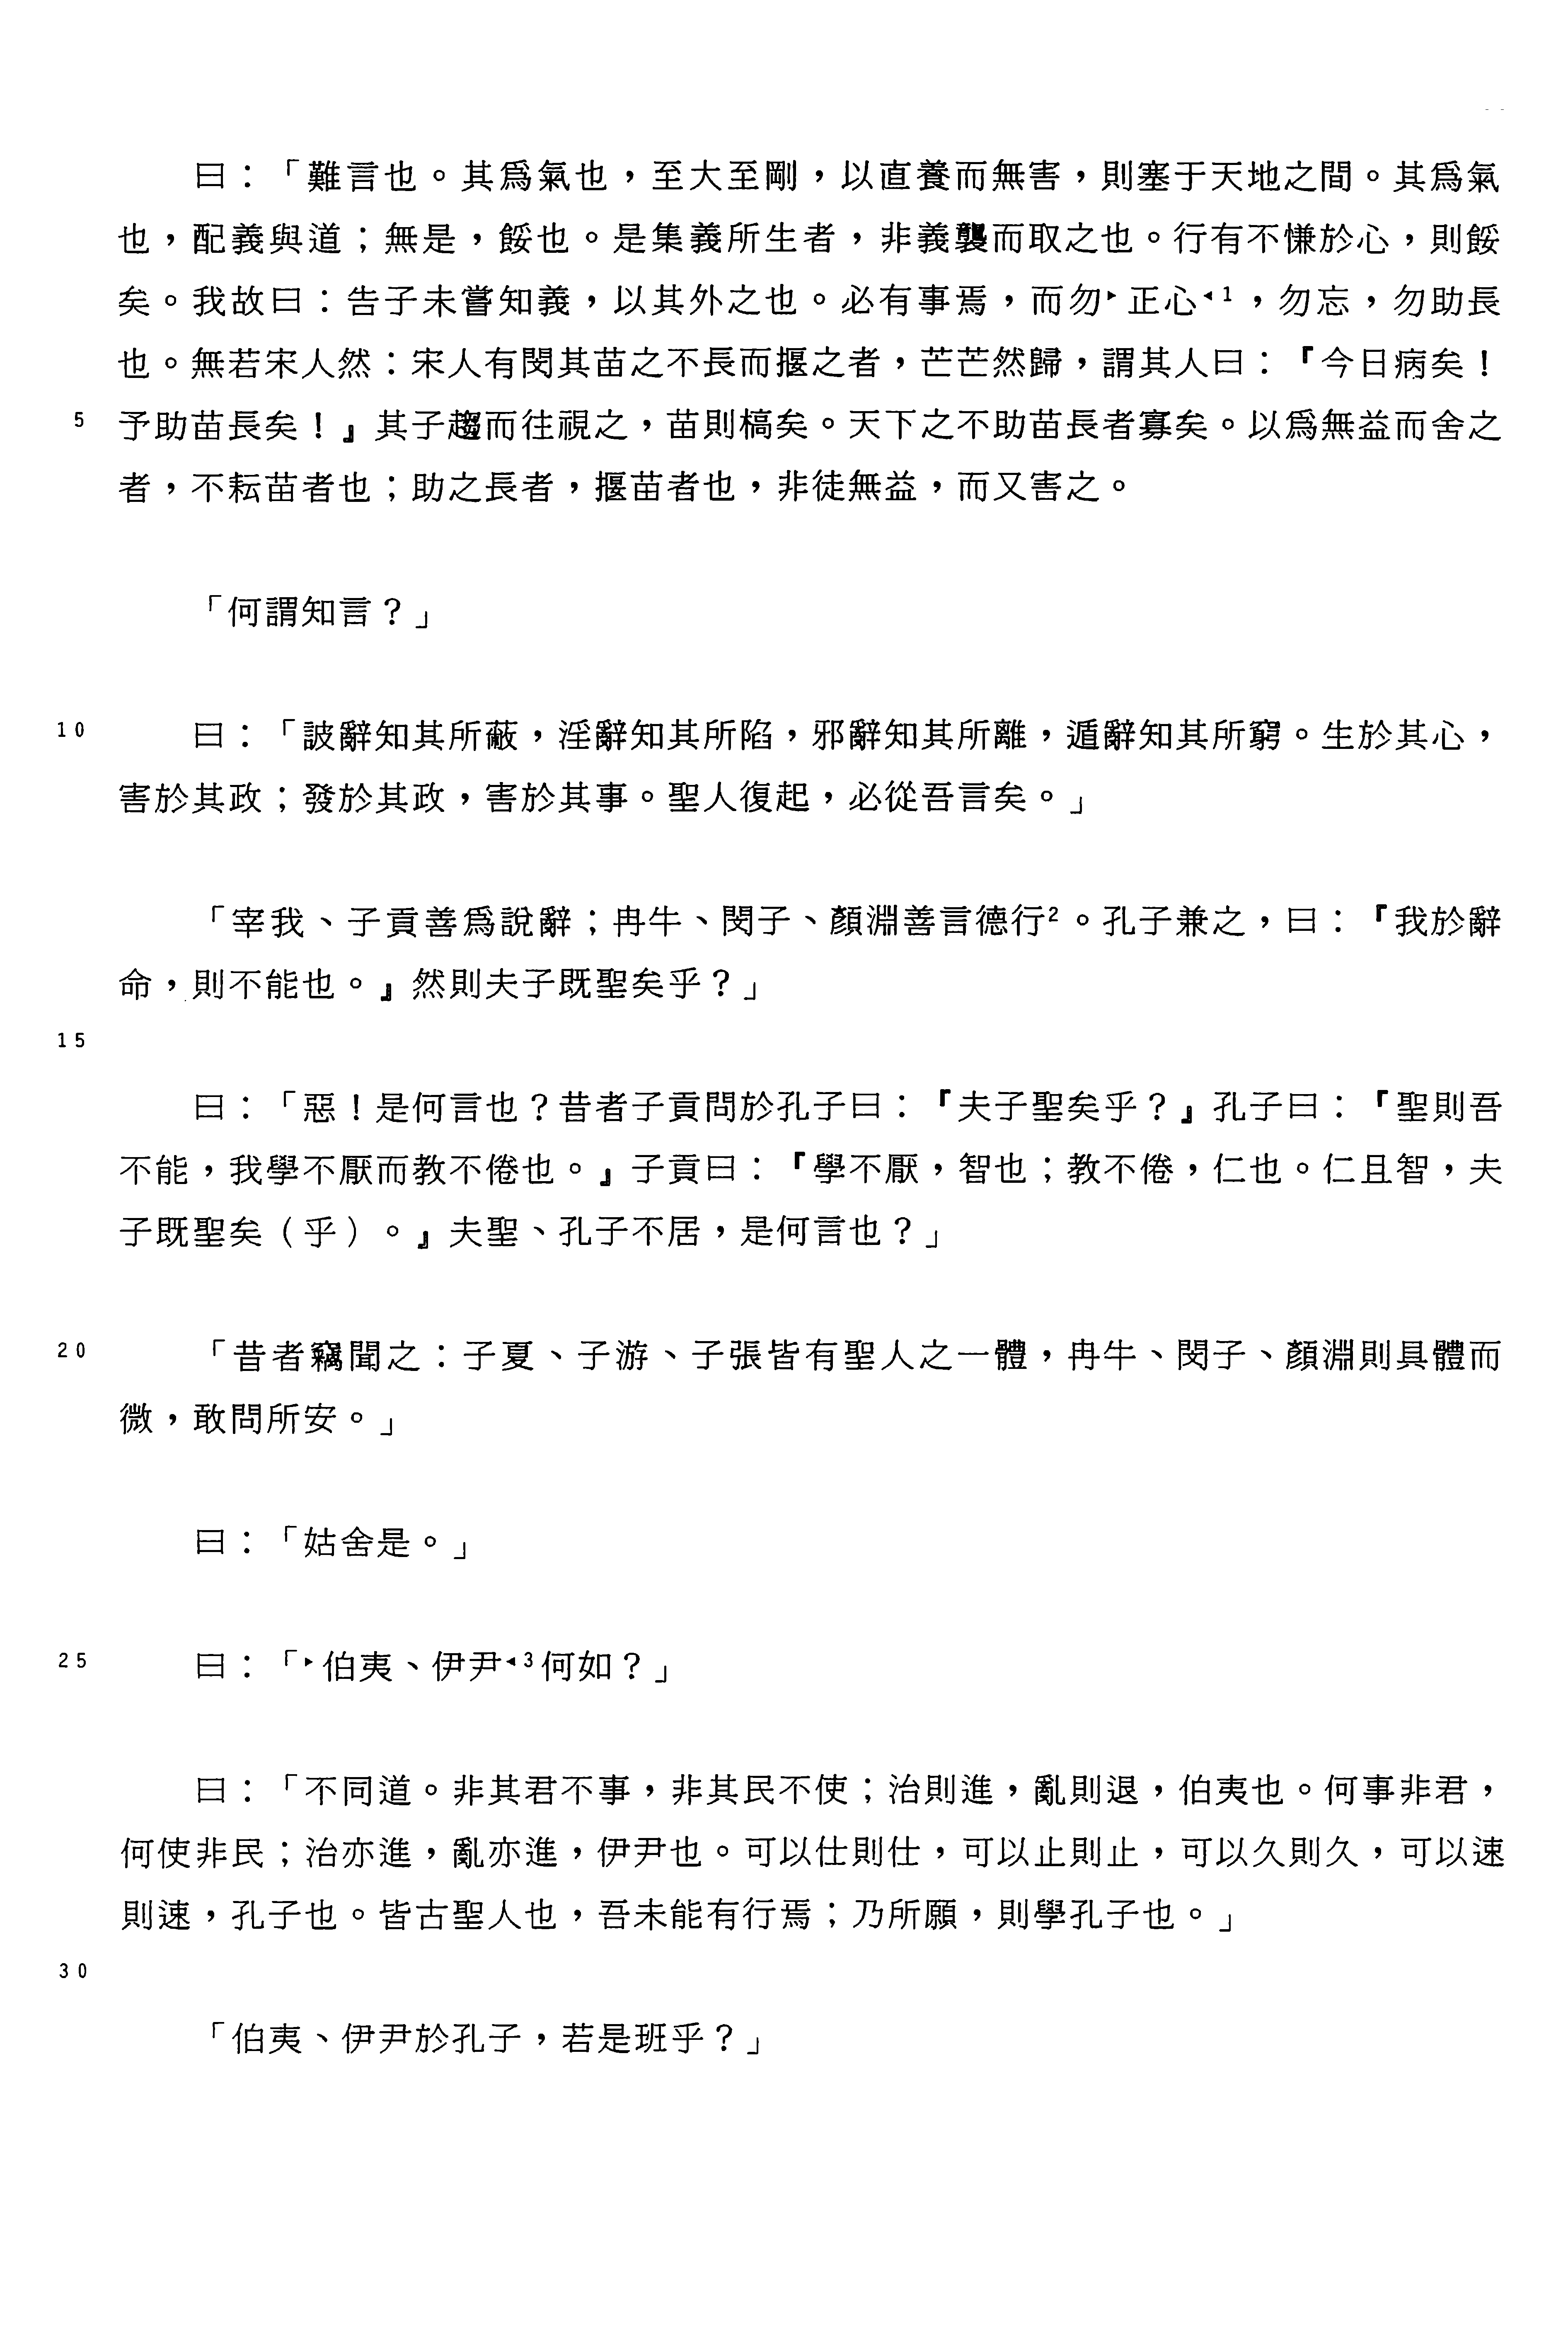 曰：「難言也。其爲氣也，至大至剛，以直養而無害，則塞于天地之間。其爲氣
也，配義與道；無是，餒也。是集義所生者，非義襲而取之也。行有不慊於心，則餒
矣。我故曰：告子未嘗知義，以其外之也。必有事焉，而勿▸正心◂1，勿忘，勿助長
也。無若宋人然：宋人有閔其苗之不長而揠之者，芒芒然歸，謂其人曰：『今日病矣！
5 予助苗長矣！』其子趨而往視之，苗則槁矣。天下之不助苗長者寡矣。以爲無益而舍之
者，不耘苗者也；助之長者，揠苗者也，非徒無益，而又害之。
「何謂知言？」
10 曰：「詖辭知其所蔽，淫辭知其所陷，邪辭知其所離，遁辭知其所窮。生於其心，
害於其政；發於其政，害於其事。聖人復起，必從吾言矣。」
「宰我、子貢善爲說辭；冉牛、閔子、顏淵善言德行2。孔子兼之，曰：『我於辭
命，則不能也。』然則夫子既聖矣乎？」
15
曰：「惡！是何言也？昔者子貢問於孔子曰：『夫子聖矣乎？』孔子曰：『聖則吾
不能，我學不厭而教不倦也。』子貢曰：『學不厭，智也；教不倦，仁也。仁且智，夫
子既聖矣（乎）。』夫聖、孔子不居，是何言也？」
20 「昔者竊聞之：子夏、子游、子張皆有聖人之一體，冉牛、閔子、顏淵則具體而
微，敢問所安。」
曰：「姑舍是。」
25 曰：「▸伯夷、伊尹◂3何如？」
曰：「不同道。非其君不事，非其民不使；治則進，亂則退，伯夷也。何事非君，
何使非民；治亦進，亂亦進，伊尹也。可以仕則仕，可以止則止，可以久則久，可以速
則速，孔子也。皆古聖人也，吾未能有行焉；乃所願，則學孔子也。」
30
「伯夷、伊尹於孔子，若是班乎？」